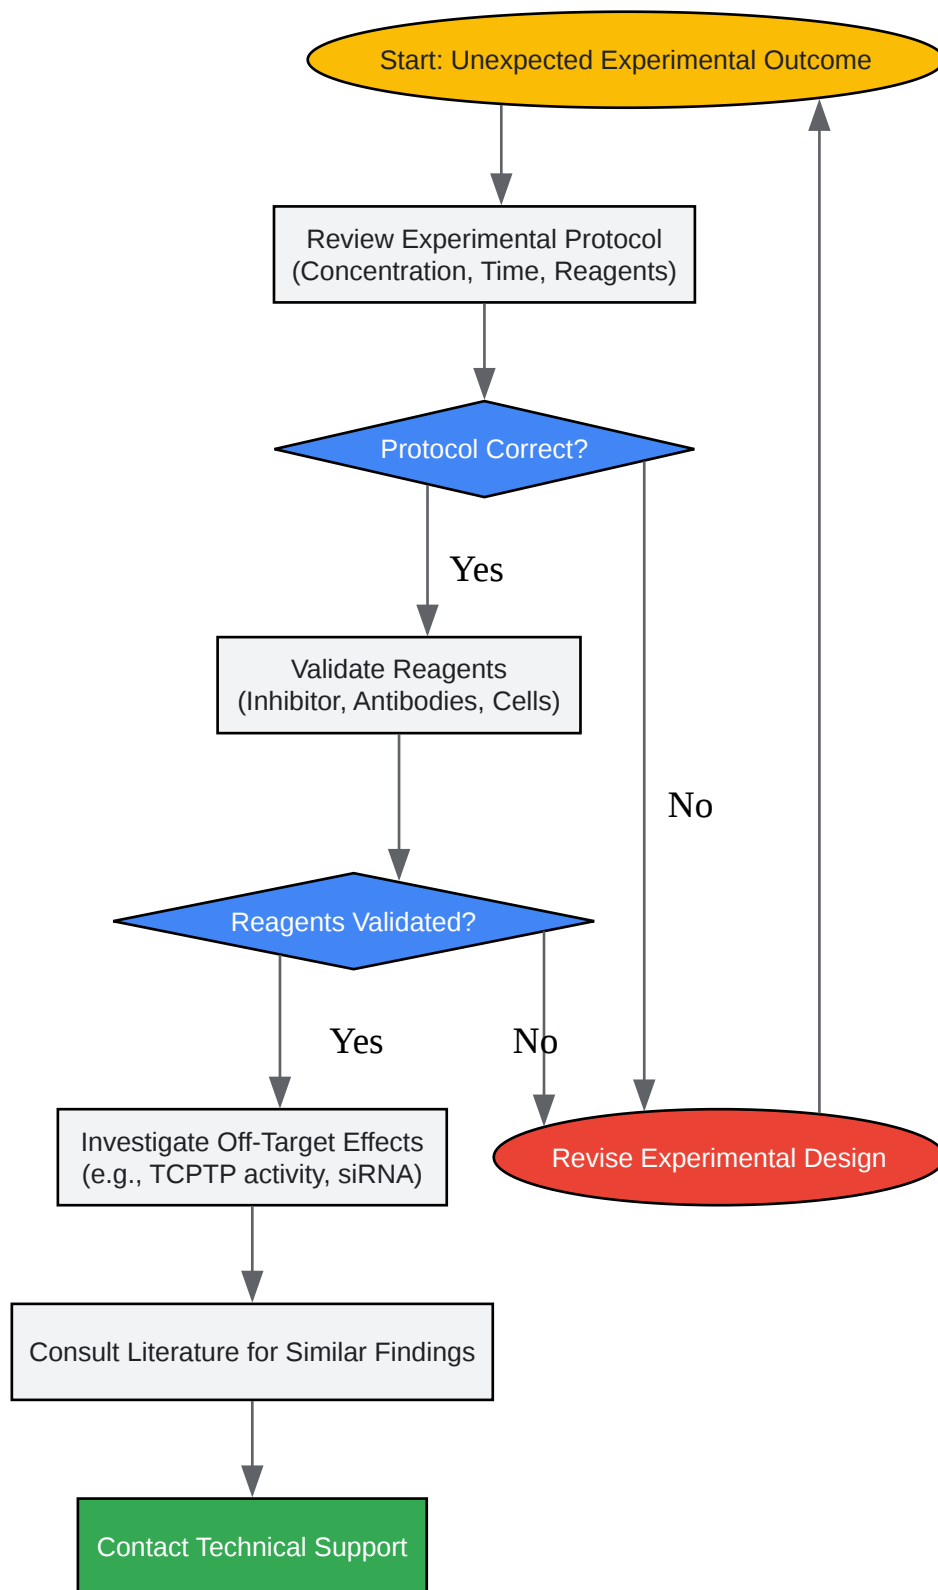 Start: Unexpected Experimental Outcome
Review Experimental Protocol
(Concentration, Time, Reagents)
Protocol Correct?
Yes
Validate Reagents
(Inhibitor, Antibodies, Cells)
No
Reagents Validated?
Yes
No
Investigate Off-Target Effects
(e.g., TCPTP activity, siRNA)
Revise Experimental Design
Consult Literature for Similar Findings
Contact Technical Support